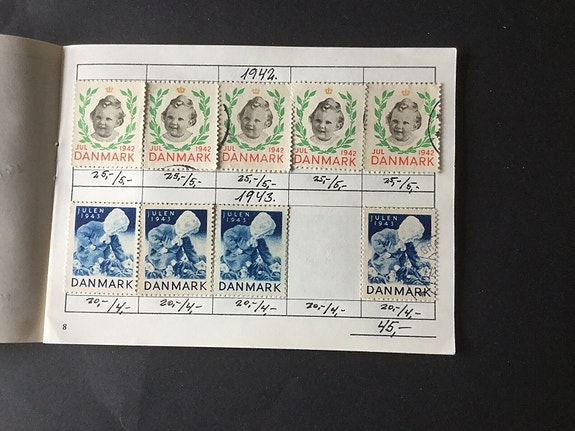 1942.
JUL 1942 JUL 1942 JUL 1942 JUL 1942 JUL 1942
DANMARK DANMARK DANMARK DANMARK DANMARK
25,-/5,- 25,-/5,- 25,-/5,- 25,-/5,- 25,-/5,-
1943.
JULEN JULEN JULEN JULEN
1943 1943 1943 1943
DANMARK DANMARK DANMARK DANMARK
20,-/4,- 20,-/4,- 20,-/4,- 20,-/4,- 20,-/4,-
8
45,-